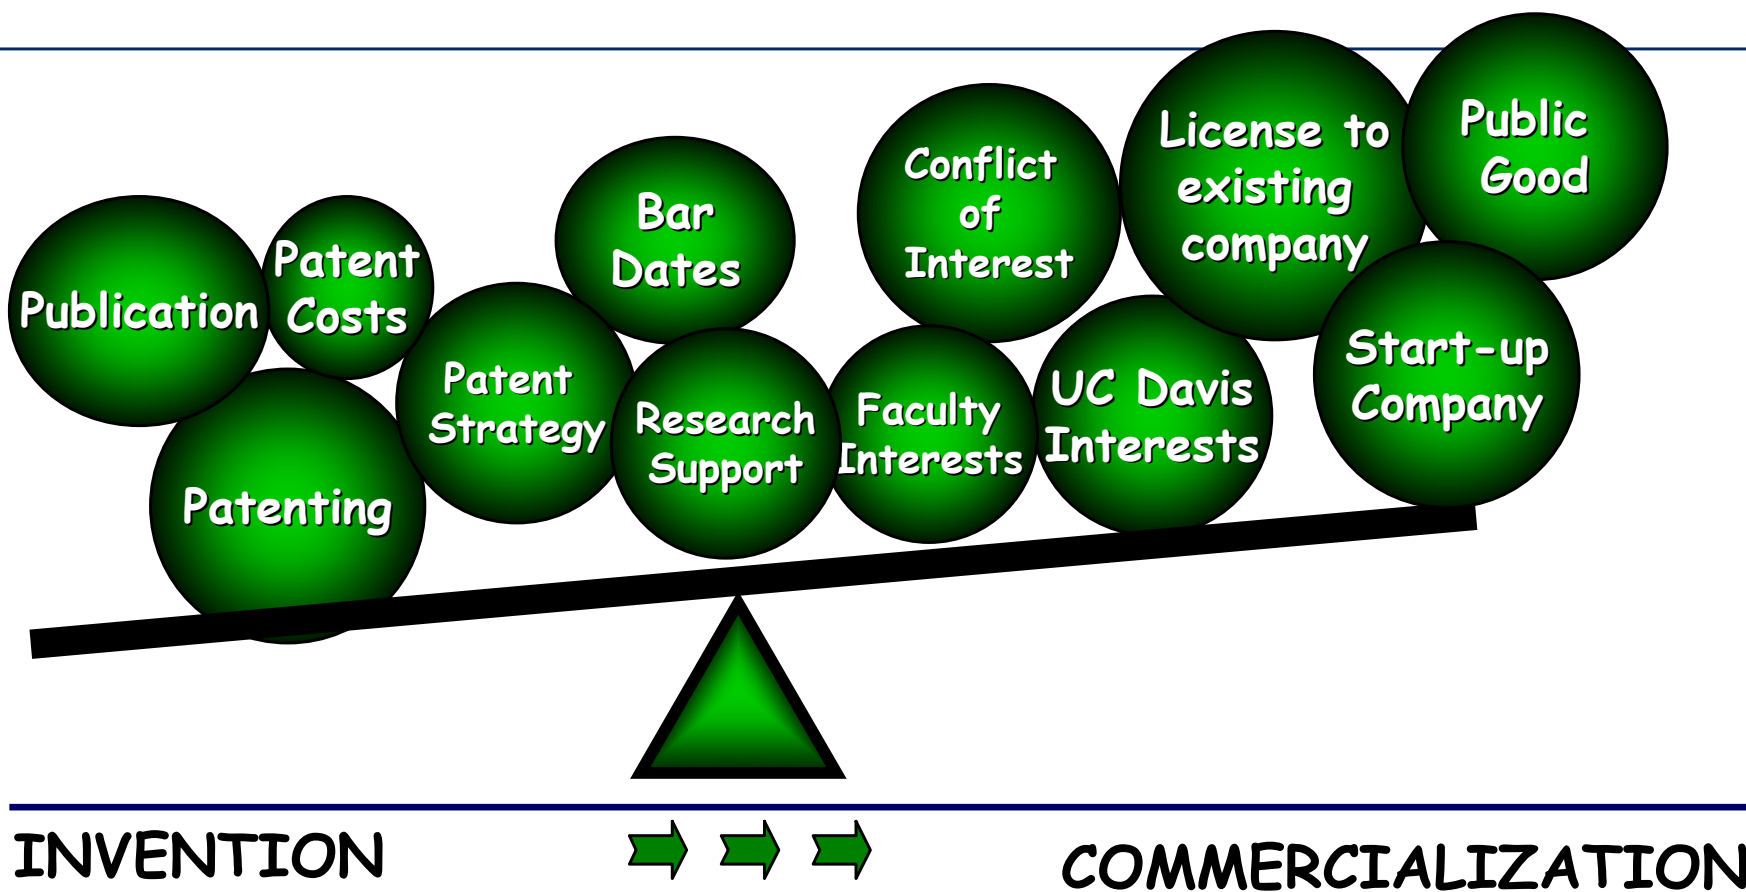 Publication
Patent
Costs
Patenting
Patent
Strategy
Bar
Dates
Research
Support
Conflict
of
Interest
Faculty
Interests
UC Davis
Interests
License to
existing
company
Public
Good
Start-up
Company
INVENTION
COMMERCIALIZATION